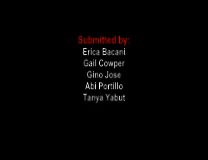 Submitted by:
Erica Bacani
Gail Cowper
Gino Jose
Abi Portillo
Tanya Yabut